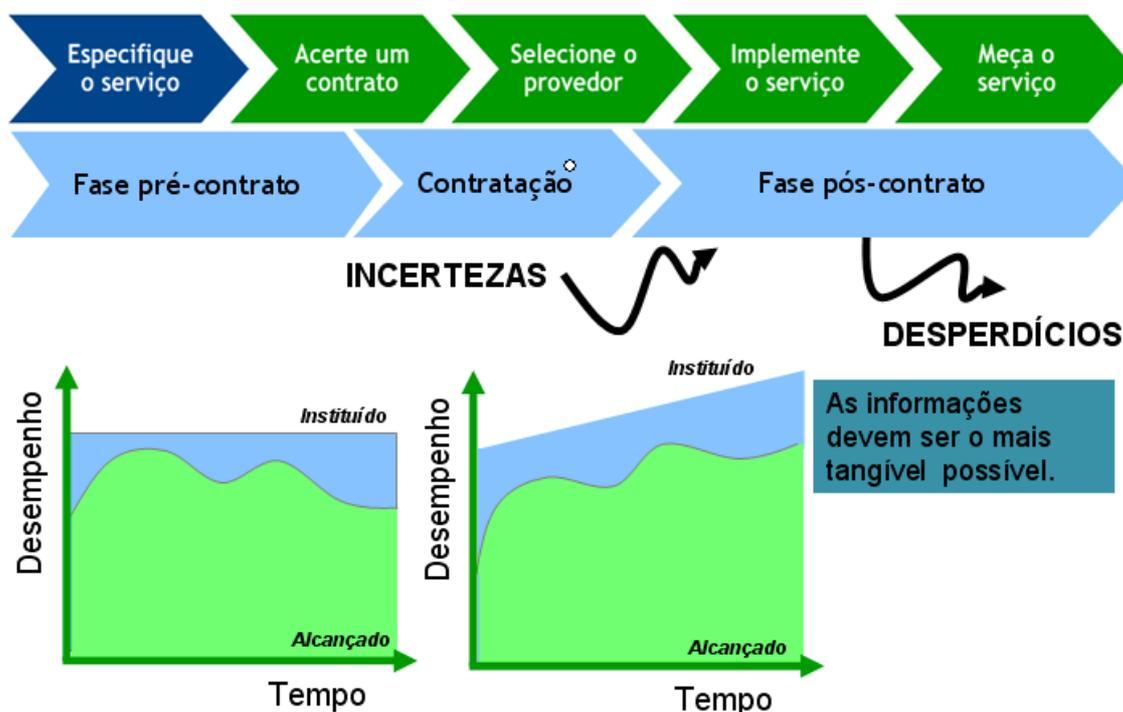 Especifique
o serviço
Acerte um
contrato
Selecione o
provedor
Implemente
o serviço
Meça o
serviço
Fase pré-contrato
Contratação
Fase pós-contrato
INCERTEZAS
DESPERDÍCIOS
Desempenho
Instituído
Alcançado
Tempo
Desempenho
Instituído
Alcançado
Tempo
As informações
devem ser o mais
tangível possível.